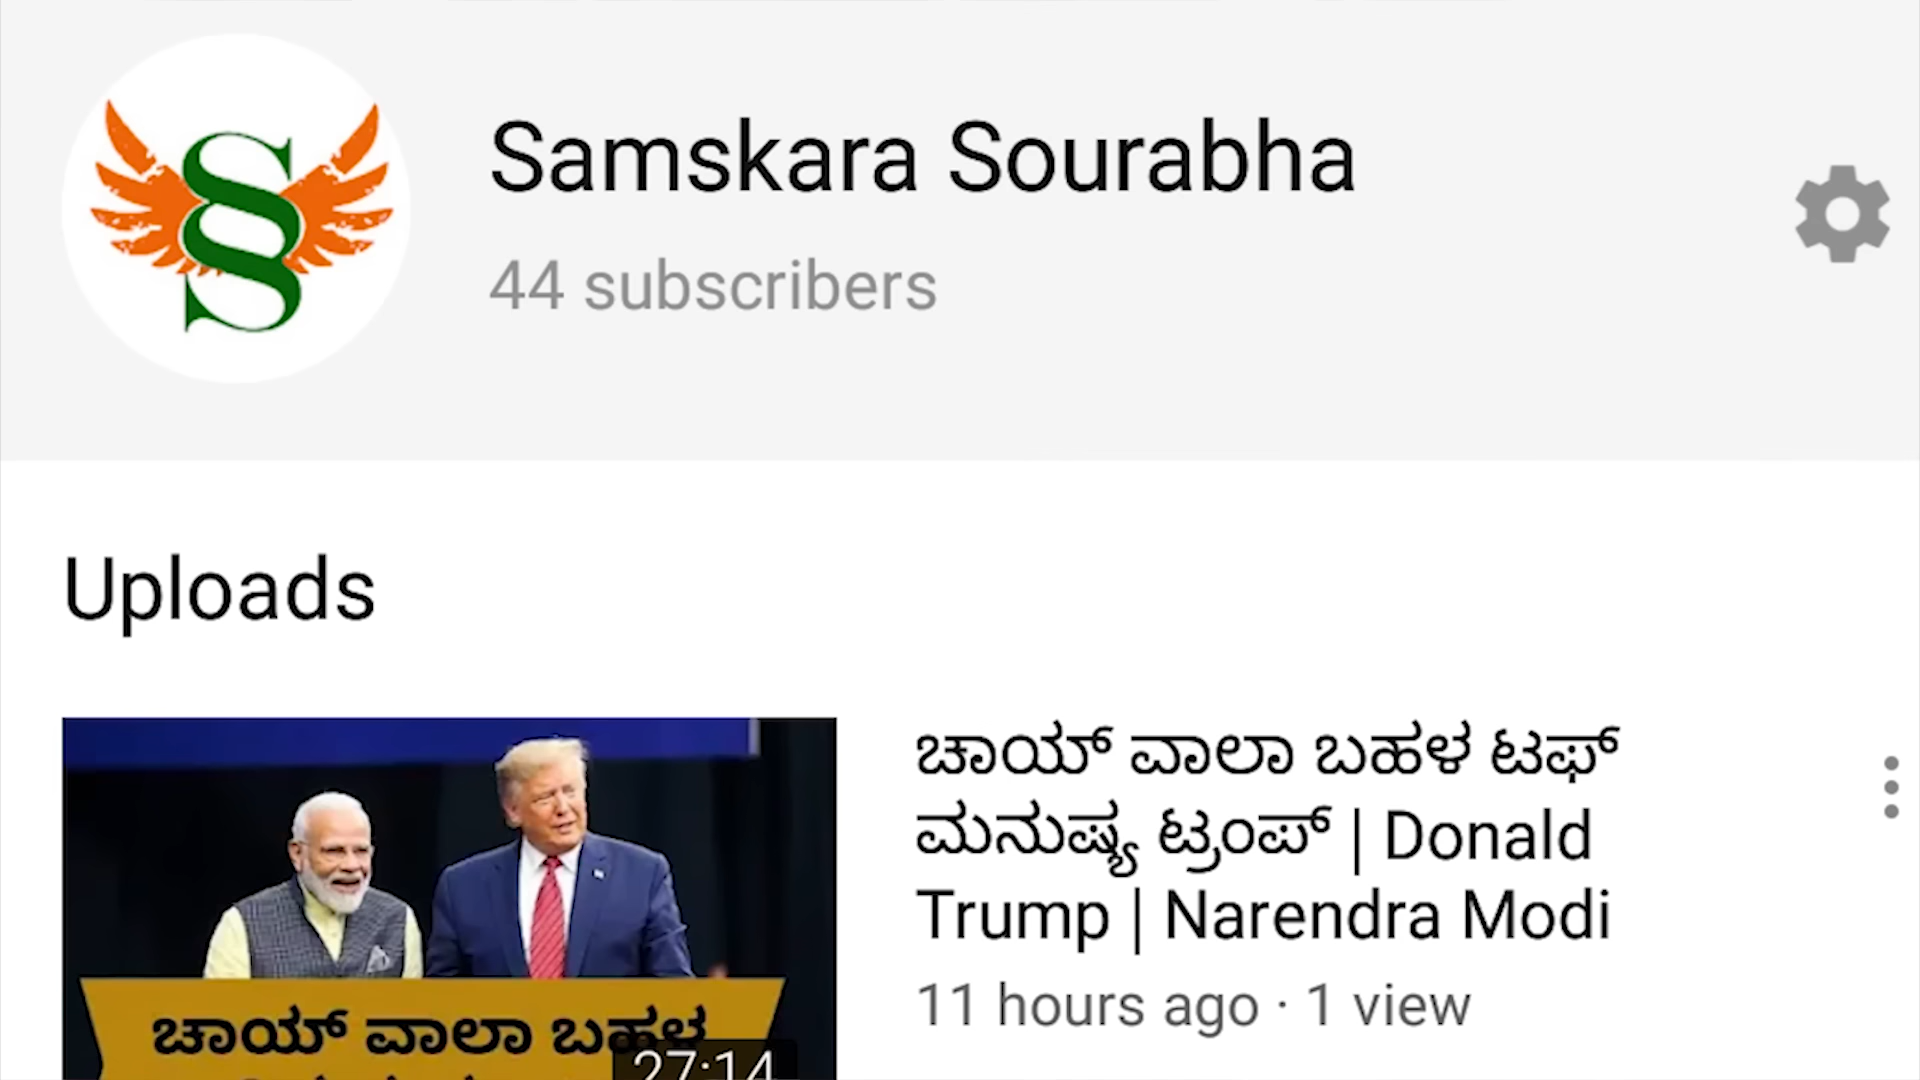 Samskara Sourabha
44 subscribers
Uploads
ಚಾಯ್ ವಾಲಾ ಬಹಳ ಟಫ್
ಮನುಷ್ಯ ಟ್ರಂಪ್ | Donald
Trump | Narendra Modi
11 hours ago · 1 view
ಚಾಯ್ ವಾಲಾ ಬಹಳ
27:14